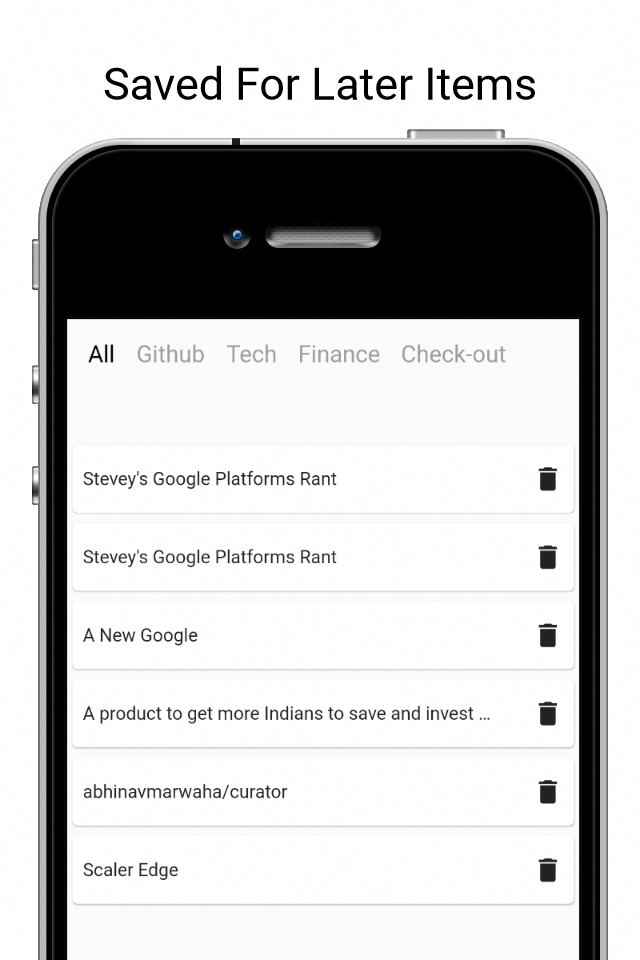 Saved For Later Items
All Github Tech Finance Check-out
Stevey's Google Platforms Rant
Stevey's Google Platforms Rant
A New Google
A product to get more Indians to save and invest ...
abhinavmarwaha/curator
Scaler Edge